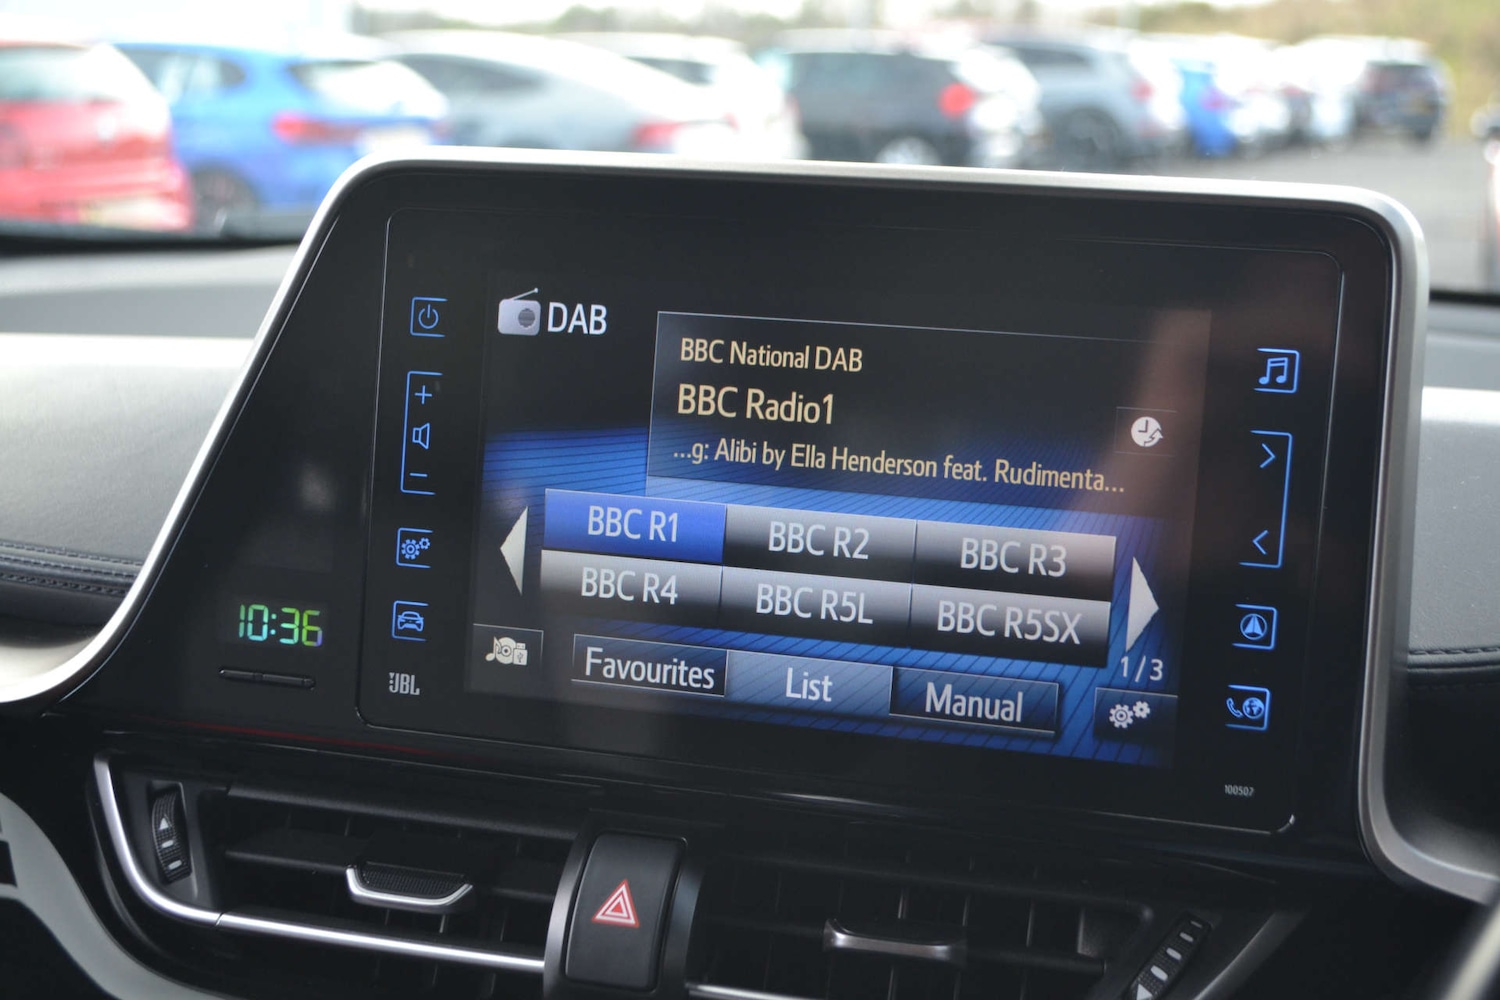 DAB
BBC National DAB
BBC Radio1
...g: Alibi by Ella Henderson feat. Rudimenta...
BBC R1 BBC R2 BBC R3
BBC R4 BBC R5L BBC R5SX
1/3
Favourites List Manual
10:36
JBL
100507